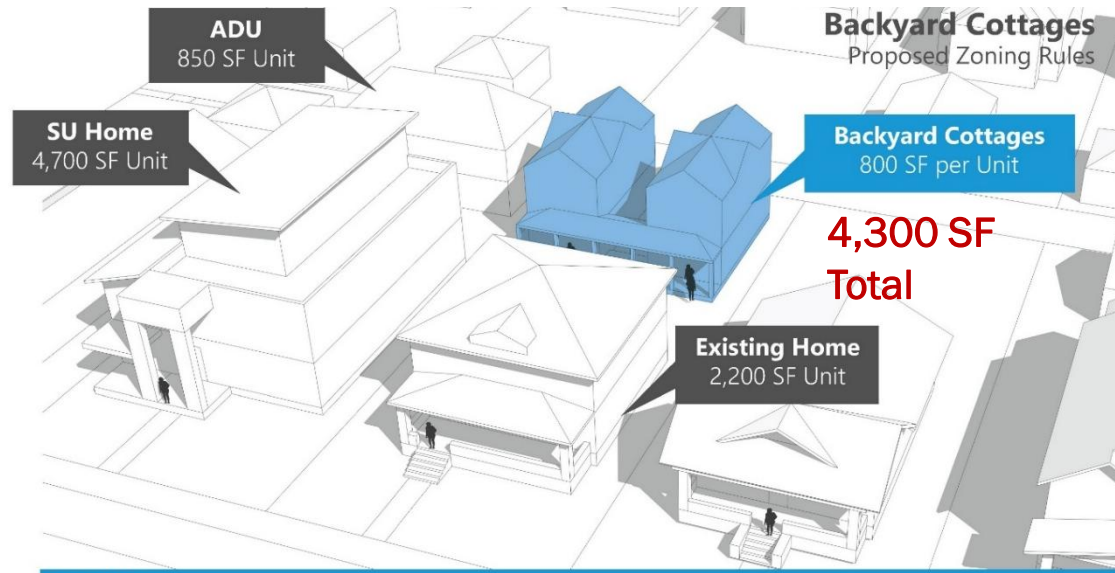 ADU
850 SF Unit
Backyard Cottages
Proposed Zoning Rules
SU Home
4,700 SF Unit
Backyard Cottages
800 SF per Unit
4,300 SF
Total
Existing Home
2,200 SF Unit